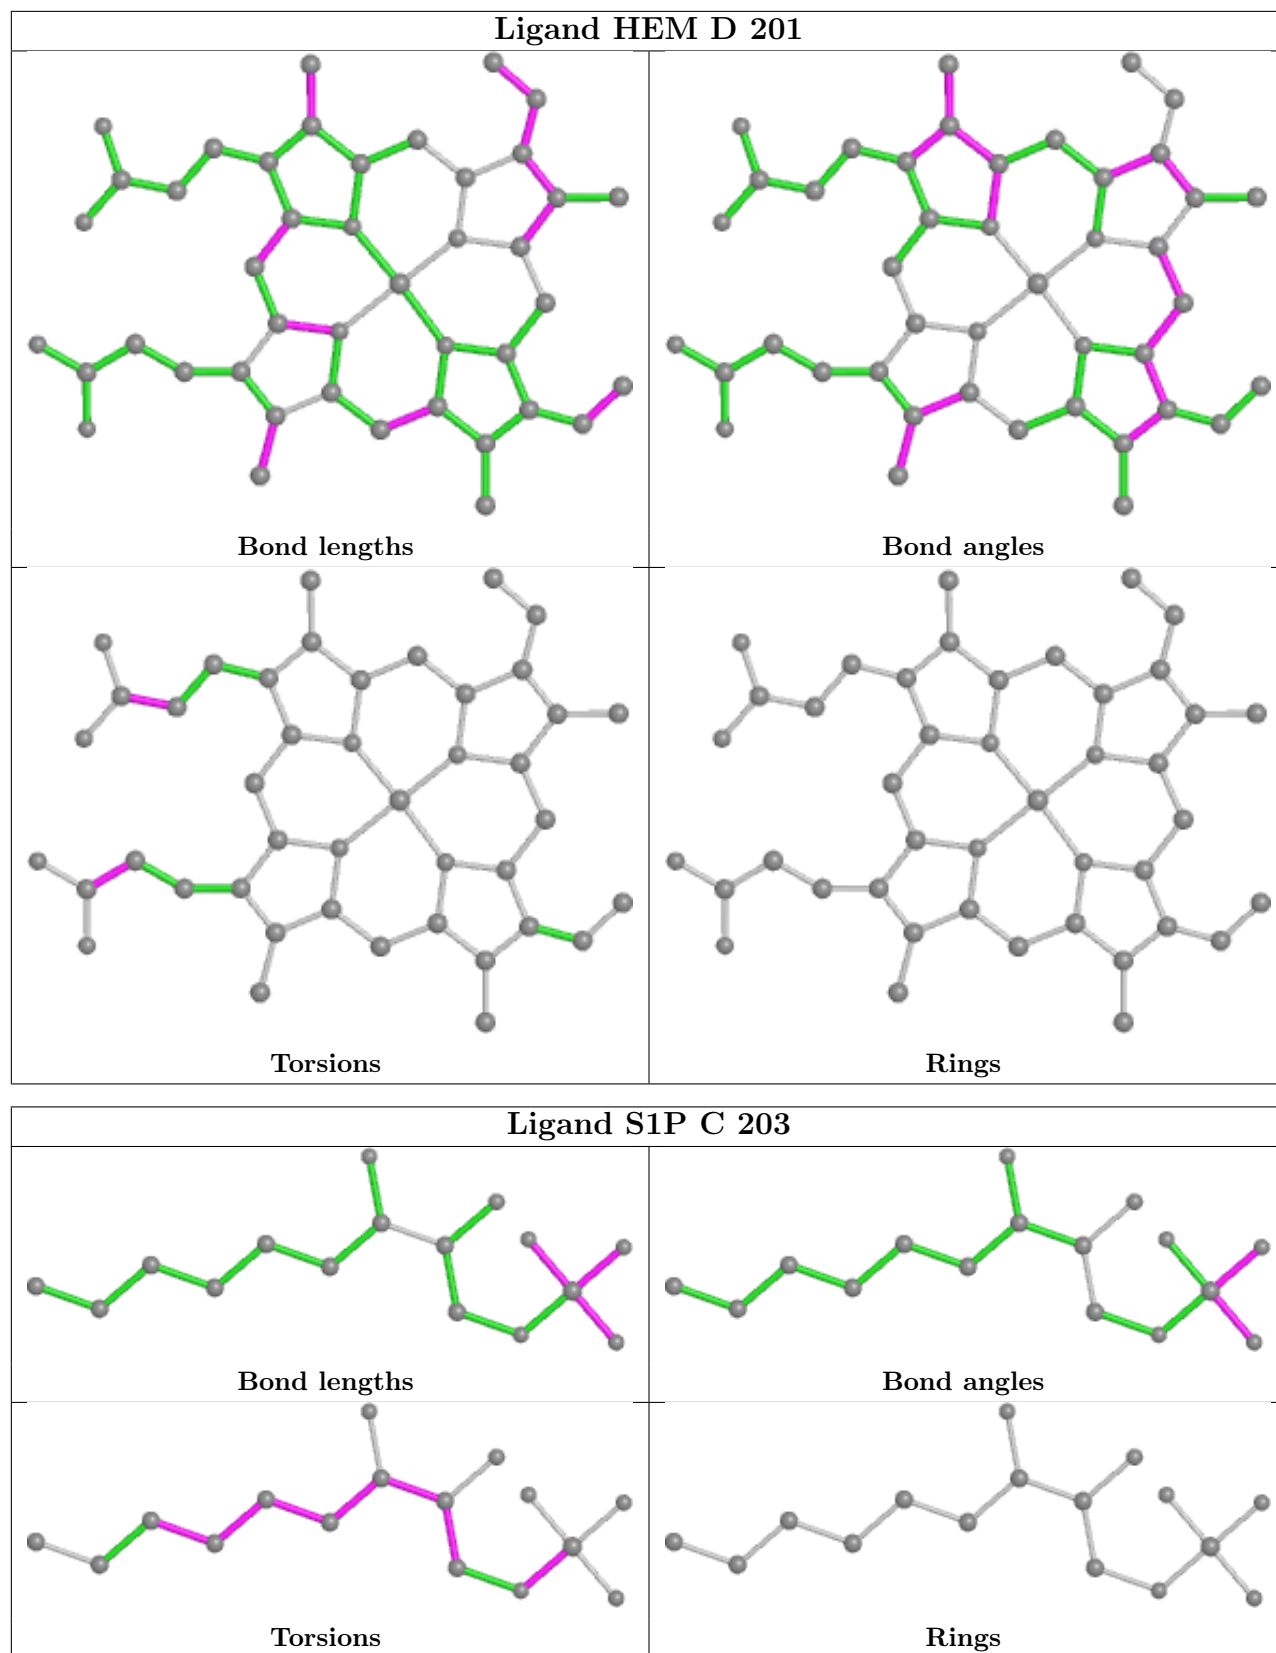 Ligand HEM D 201
Bond lengths
Bond angles
Torsions
Rings
Ligand S1P C 203
Bond lengths
Bond angles
Torsions
Rings